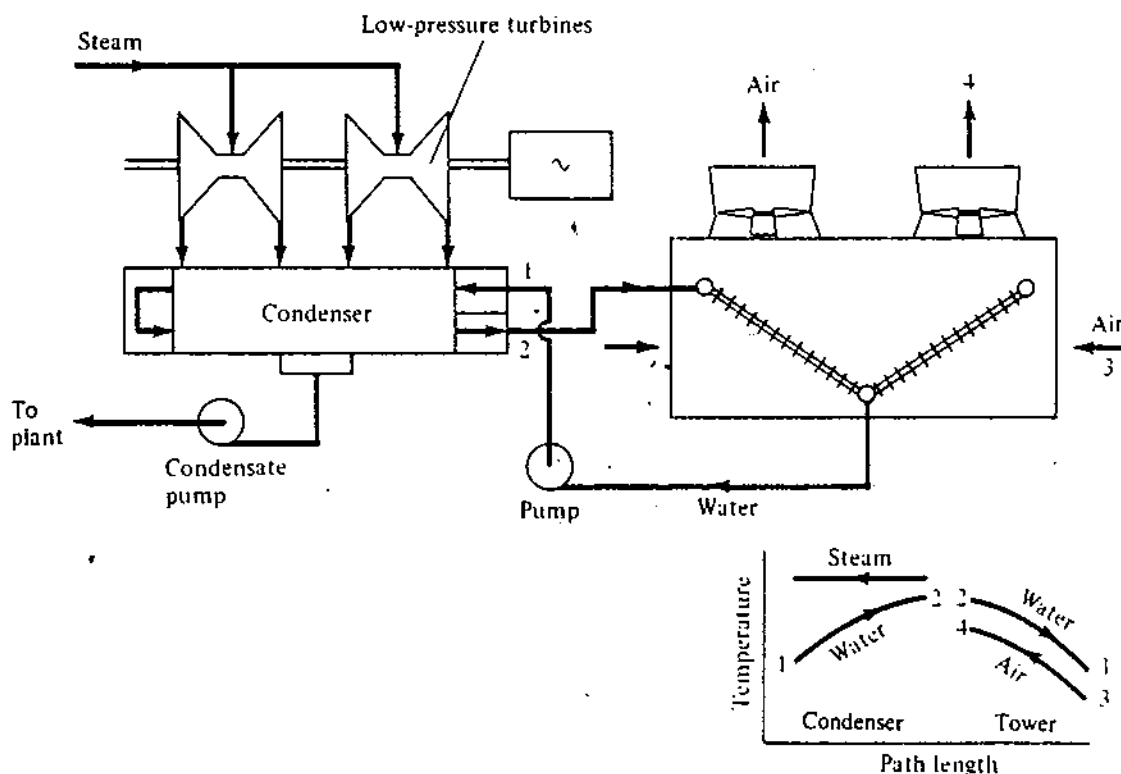 Low-pressure turbines
Steam
Air
4
~
1
Condenser
2
Air
3
To
plant
Condensate
pump
Pump
Water
Steam
2 2
Water
4
Water
Air
1
1
3
Temperature
Condenser
Tower
Path length